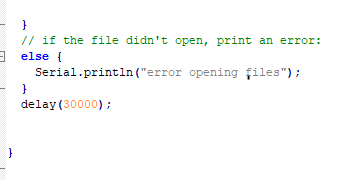 }
// if the file didn't open, print an error:
else {
Serial.println("error opening files");
}
delay(30000);
}